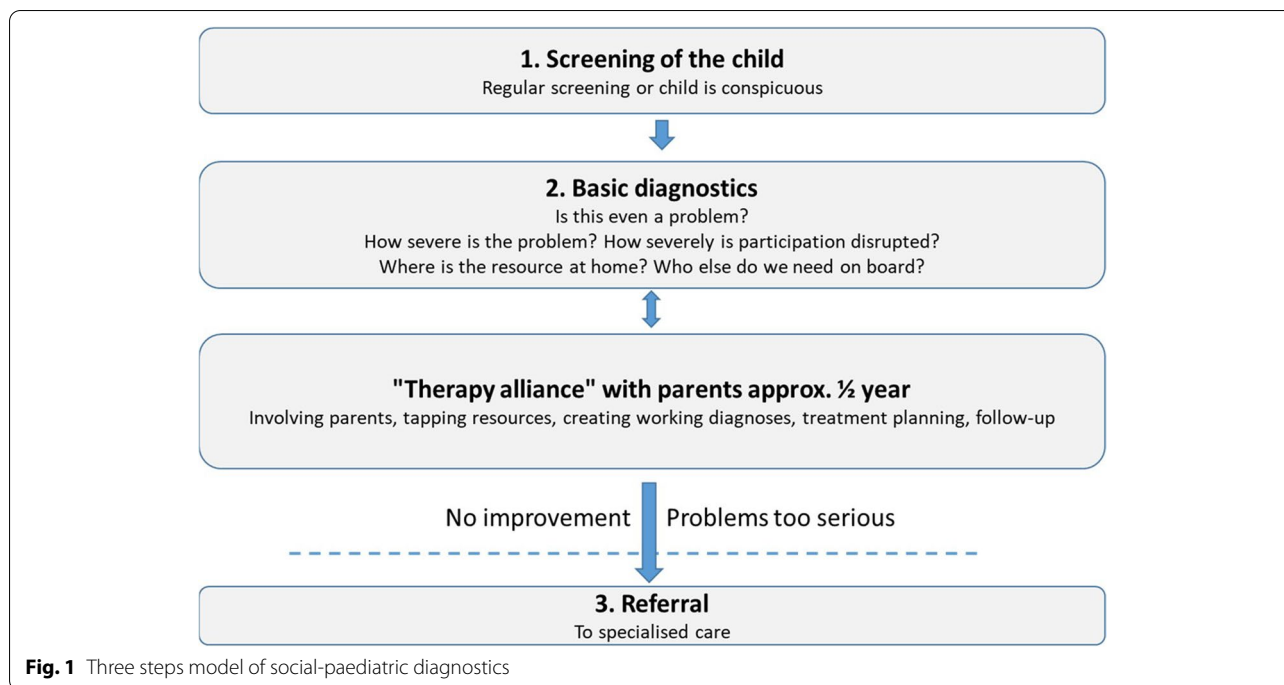 1. Screening of the child
Regular screening or child is conspicuous
2. Basic diagnostics
Is this even a problem?
How severe is the problem? How severely is participation disrupted?
Where is the resource at home? Who else do we need on board?
"Therapy alliance" with parents approx. ½ year
Involving parents, tapping resources, creating working diagnoses, treatment planning, follow-up
No improvement Problems too serious
3. Referral
To specialised care
Fig. 1 Three steps model of social-paediatric diagnostics